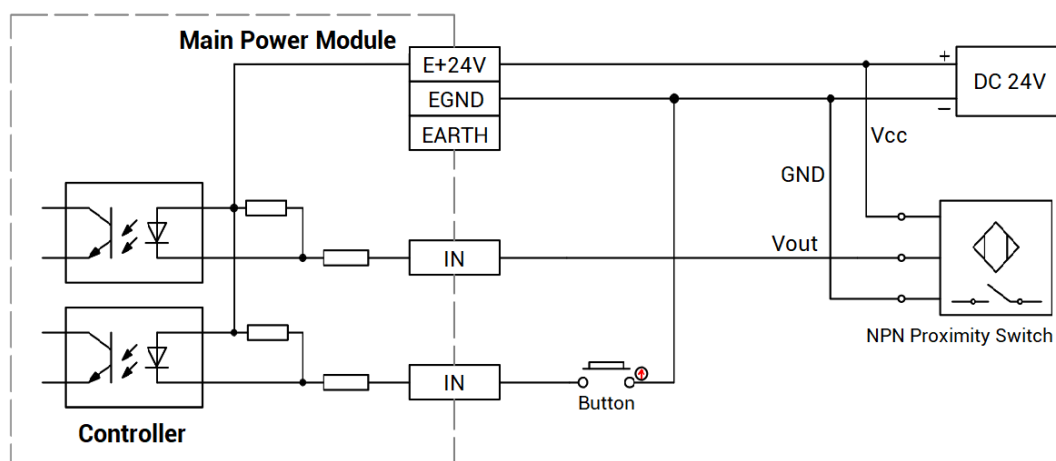 Main Power Module
E+24V
EGND
EARTH
+
DC 24V
−
Vcc
GND
Vout
IN
NPN Proximity Switch
IN
Button
Controller